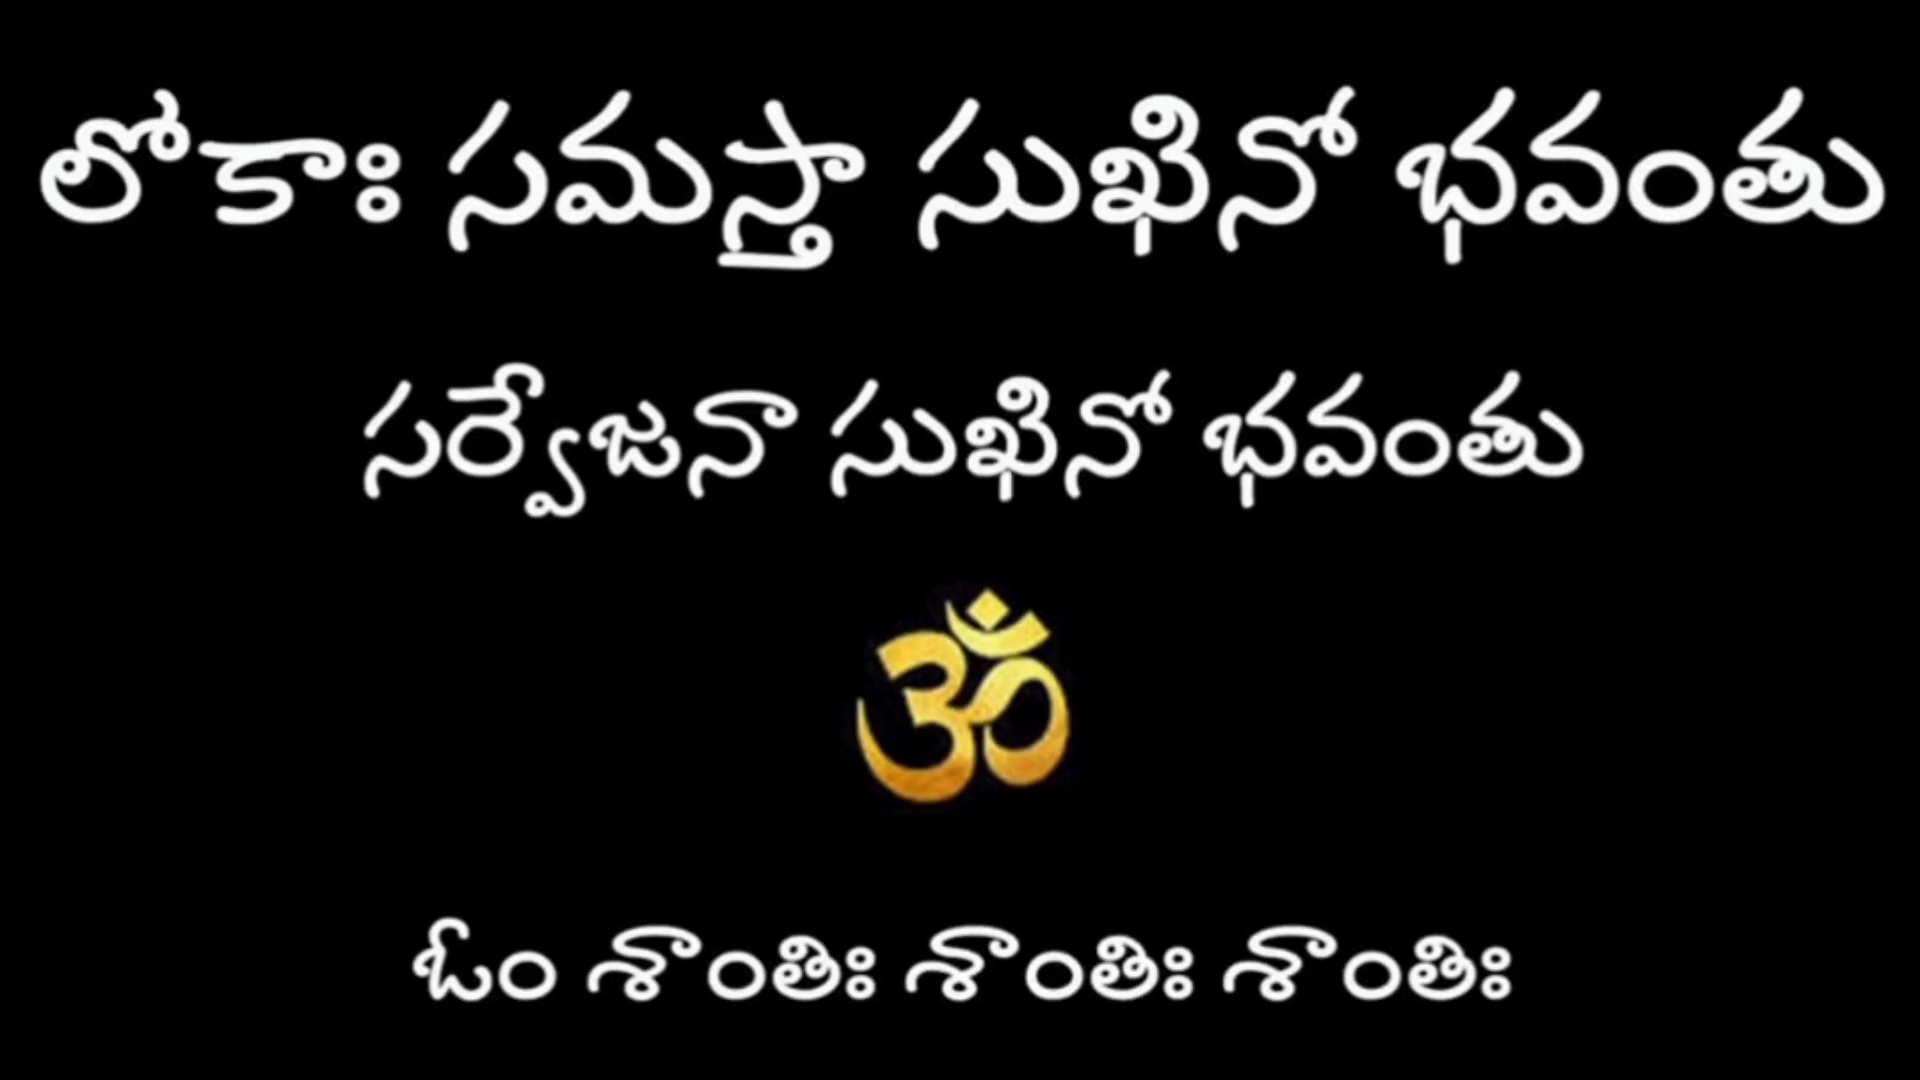 లోకాః సమస్తా సుఖినో భవంతు
సర్వేజనా సుఖినో భవంతు
ॐ
ఓం శాంతిః శాంతిః శాంతిః